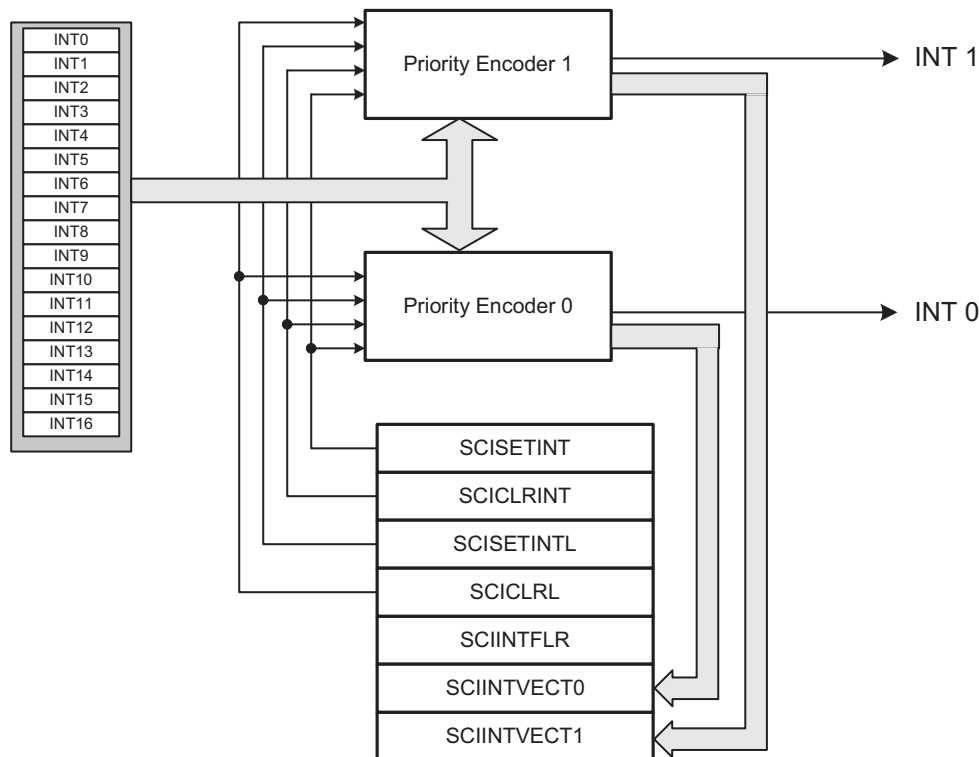 INT0
INT1
INT2
INT3
INT4
INT5
INT6
INT7
INT8
INT9
INT10
INT11
INT12
INT13
INT14
INT15
INT16
Priority Encoder 1
INT 1
Priority Encoder 0
INT 0
SCISETINT
SCICLRINT
SCISETINTL
SCICLRL
SCIINTFLR
SCIINTVECT0
SCIINTVECT1